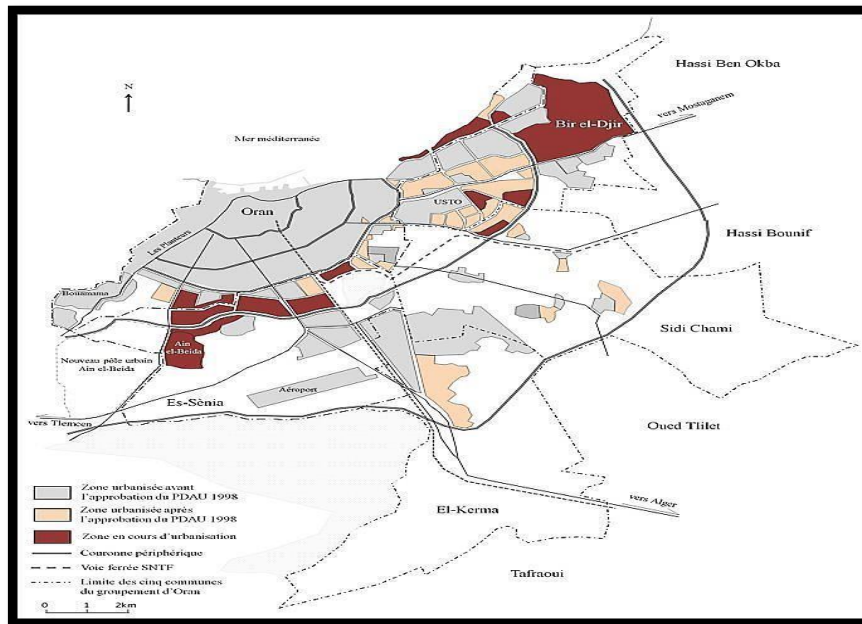 Hassi Ben Okba
N
vers Mostaganem
Bir el-Djir
Mer méditerranée
USTO
Oran
Les Planteurs
Hassi Bounif
Bouamama
Sidi Chami
Ain
el-Beida
Nouveau pôle urbain
Ain el-Beida
Aéroport
Es-Sènia
vers Tlemcen
Oued Tlilet
Zone urbanisée avant
l'approbation du PDAU 1998
Zone urbanisée après
l'approbation du PDAU 1998
Zone en cours d'urbanisation
Couronne périphérique
Voie ferrée SNTF
Limite des cinq communes
du groupement d'Oran
0 1 2km
vers Alger
El-Kerma
Tafraoui